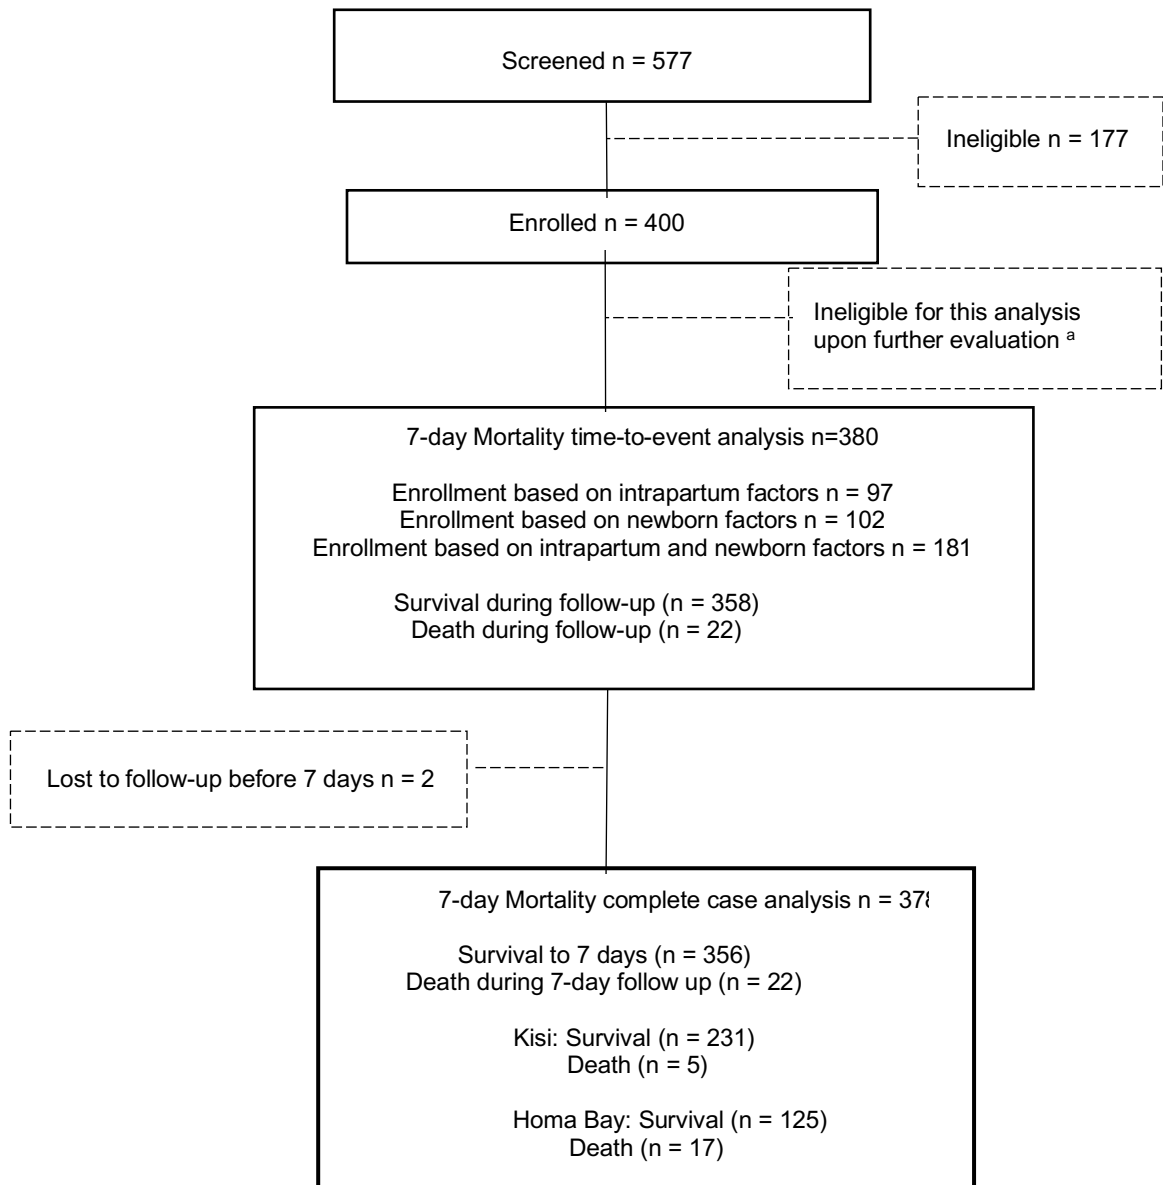 Screened n = 577
Ineligible n = 177
Enrolled n = 400
Ineligible for this analysis
upon further evaluation ᵃ
7-day Mortality time-to-event analysis n=380
Enrollment based on intrapartum factors n = 97
Enrollment based on newborn factors n = 102
Enrollment based on intrapartum and newborn factors n = 181
Survival during follow-up (n = 358)
Death during follow-up (n = 22)
Lost to follow-up before 7 days n = 2
7-day Mortality complete case analysis n = 378
Survival to 7 days (n = 356)
Death during 7-day follow up (n = 22)
Kisi: Survival (n = 231)
Death (n = 5)
Homa Bay: Survival (n = 125)
Death (n = 17)